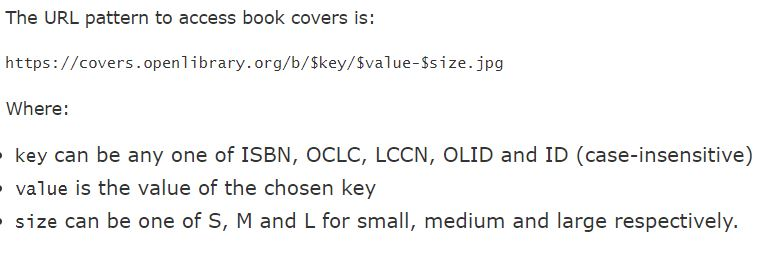 The URL pattern to access book covers is:
https://covers.openlibrary.org/b/$key/$value-$size.jpg
Where:
• key can be any one of ISBN, OCLC, LCCN, OLID and ID (case-insensitive)
• value is the value of the chosen key
• size can be one of S, M and L for small, medium and large respectively.